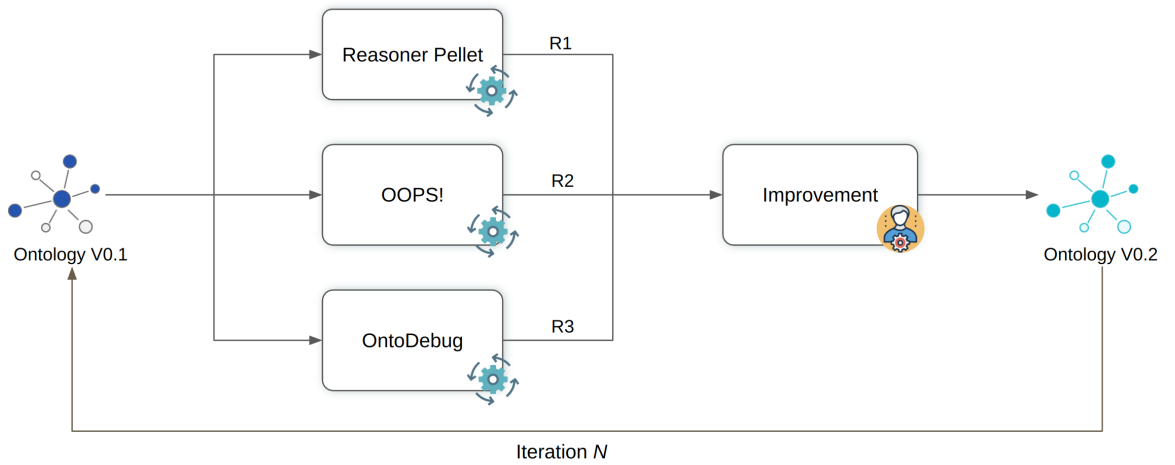 Reasoner Pellet
R1
OOPS!
R2
Improvement
Ontology V0.1
Ontology V0.2
OntoDebug
R3
Iteration N